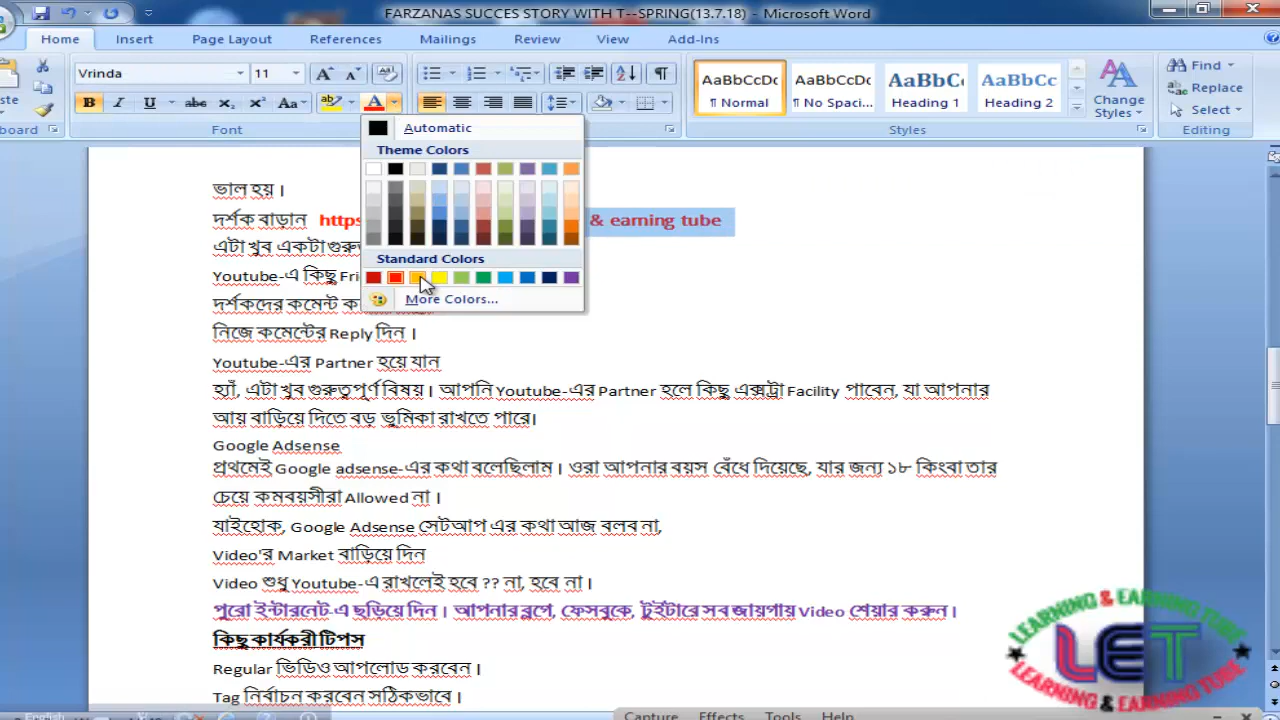 FARZANAS SUCCES STORY WITH T--SPRING(13.7.18) - Microsoft Word
Home Insert Page Layout References Mailings Review View Add-Ins
Vrinda 11
AaBbCcDc AaBbCcDc AaBbCc AaBbCc
¶ Normal ¶ No Spaci... Heading 1 Heading 2
Change Styles
Find
Replace
Select
Font Styles Editing
Automatic
Theme Colors
Standard Colors
More Colors...
ভাল হয়।
দর্শক বাড়ান https & earning tube
এটা খুব একটা
Youtube-এ কিছু
দর্শকদের কমেন্ট
নিজে কমেন্টের Reply দিন ।
Youtube-এর Partner হয়ে যান
হ্যাঁ, এটা খুব গুরুত্বপূর্ণ বিষয়। আপনি Youtube-এর Partner হলে কিছু এক্সট্রা Facility পাবেন, যা আপনার
আয় বাড়িয়ে দিতে বড় ভুমিকা রাখতে পারে।
Google Adsense
প্রথমেই Google adsense-এর কথা বলেছিলাম। ওরা আপনার বয়স বেঁধে দিয়েছে, যার জন্য ১৮ কিংবা তার
চেয়ে কমবয়সীরা Allowed না ।
যাইহোক, Google Adsense সেটআপ এর কথা আজ বলব না,
Video'র Market বাড়িয়ে দিন
Video শুধু Youtube-এ রাখলেই হবে ?? না, হবে না ।
পুরো ইন্টারনেট-এ ছড়িয়ে দিন। আপনার ব্লগে, ফেসবুকে, টুইটারে সব জায়গায় Video শেয়ার করুন।
কিছু কার্যকরী টিপস
Regular ভিডিও আপলোড করবেন ।
Tag নির্বাচন করবেন সঠিকভাবে ।
LEARNING & EARNING TUBE
LET
LEARNING & EARNING TUBE
Capture Effects Tools Help